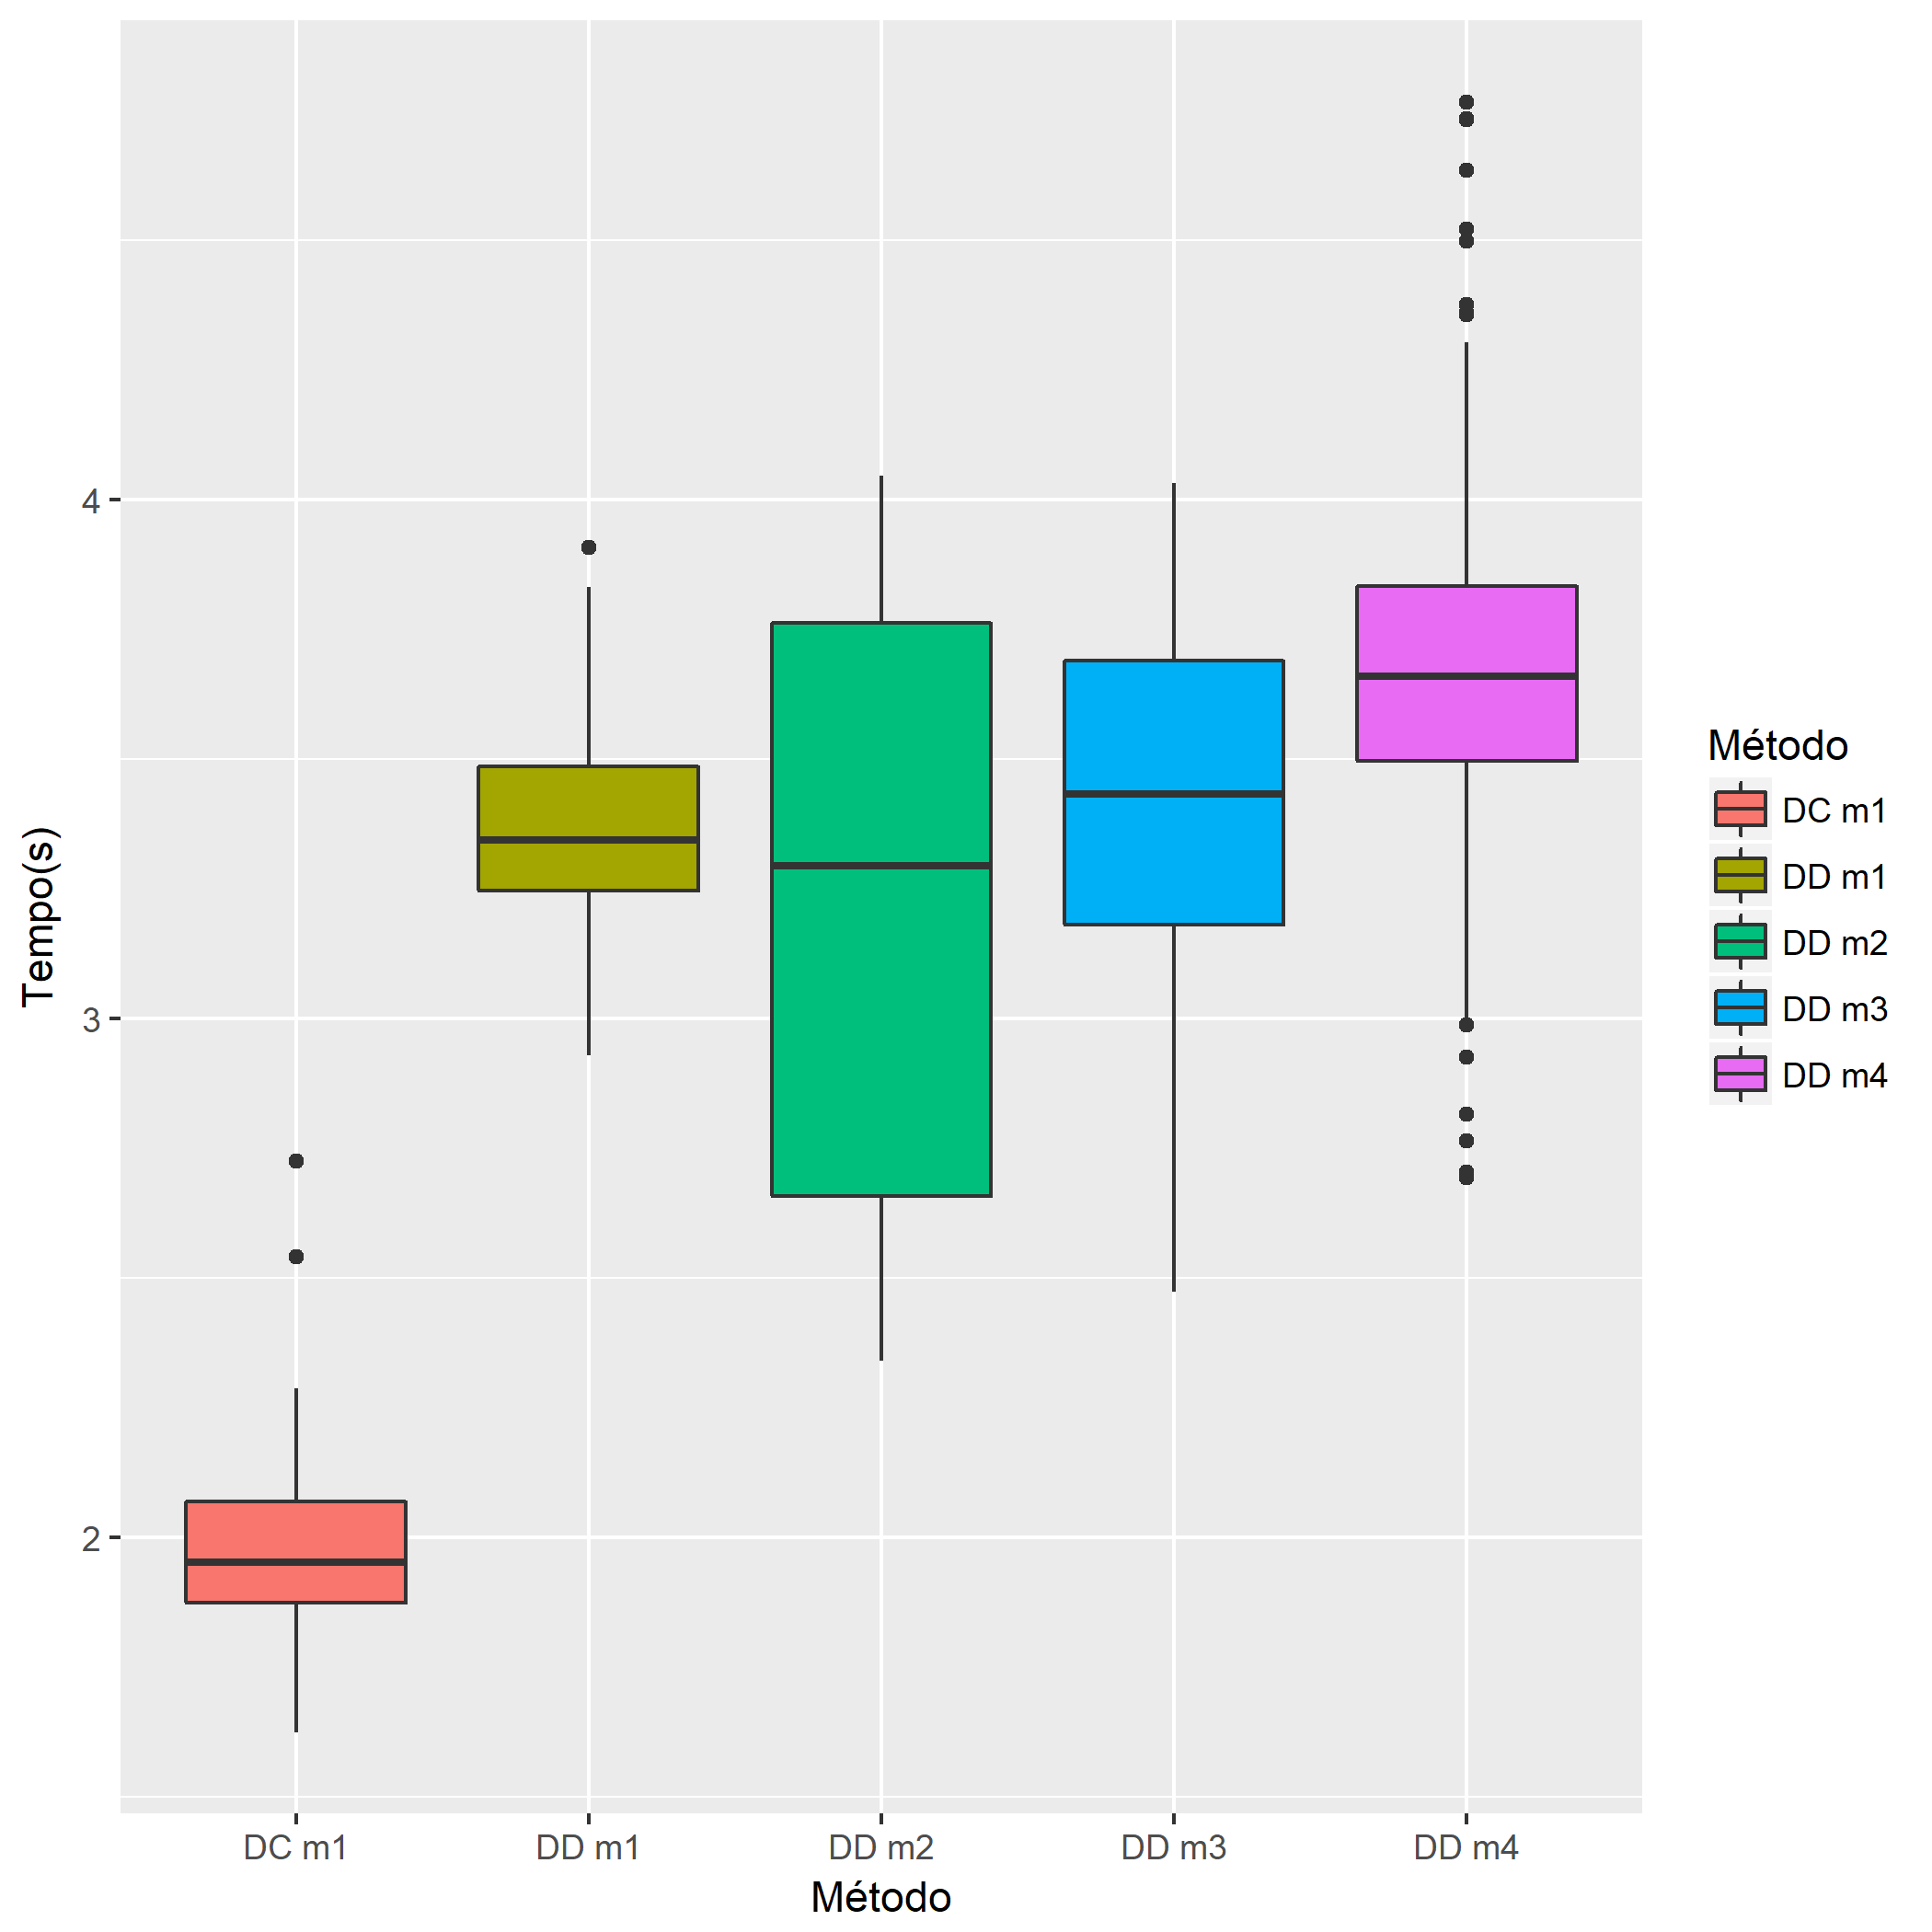 Tempo(s)
4
3
2
DC m1
DD m1
DD m2
DD m3
DD m4
Método
Método
DC m1
DD m1
DD m2
DD m3
DD m4